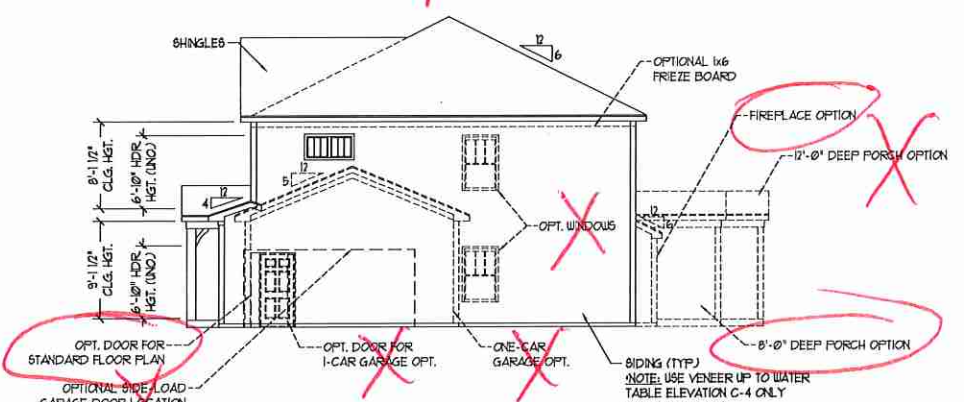 12
6
SHINGLES
OPTIONAL 1x6
FRIEZE BOARD
FIREPLACE OPTION
12'-0" DEEP PORCH OPTION
8'-1 1/2"
CLG. HGT.
6'-10" HDR.
HGT. (UNO.)
12
5
12
4
OPT. WINDOWS
12
6
9'-1 1/2"
CLG. HGT.
6'-10" HDR.
HGT. (UNO)
OPT. DOOR FOR
STANDARD FLOOR PLAN
OPT. DOOR FOR
1-CAR GARAGE OPT.
ONE-CAR
GARAGE OPT.
8'-0" DEEP PORCH OPTION
SIDING (TYP.)
NOTE: USE VENEER UP TO WATER
TABLE ELEVATION C-4 ONLY
OPTIONAL SIDE-LOAD
GARAGE DOOR LOCATION